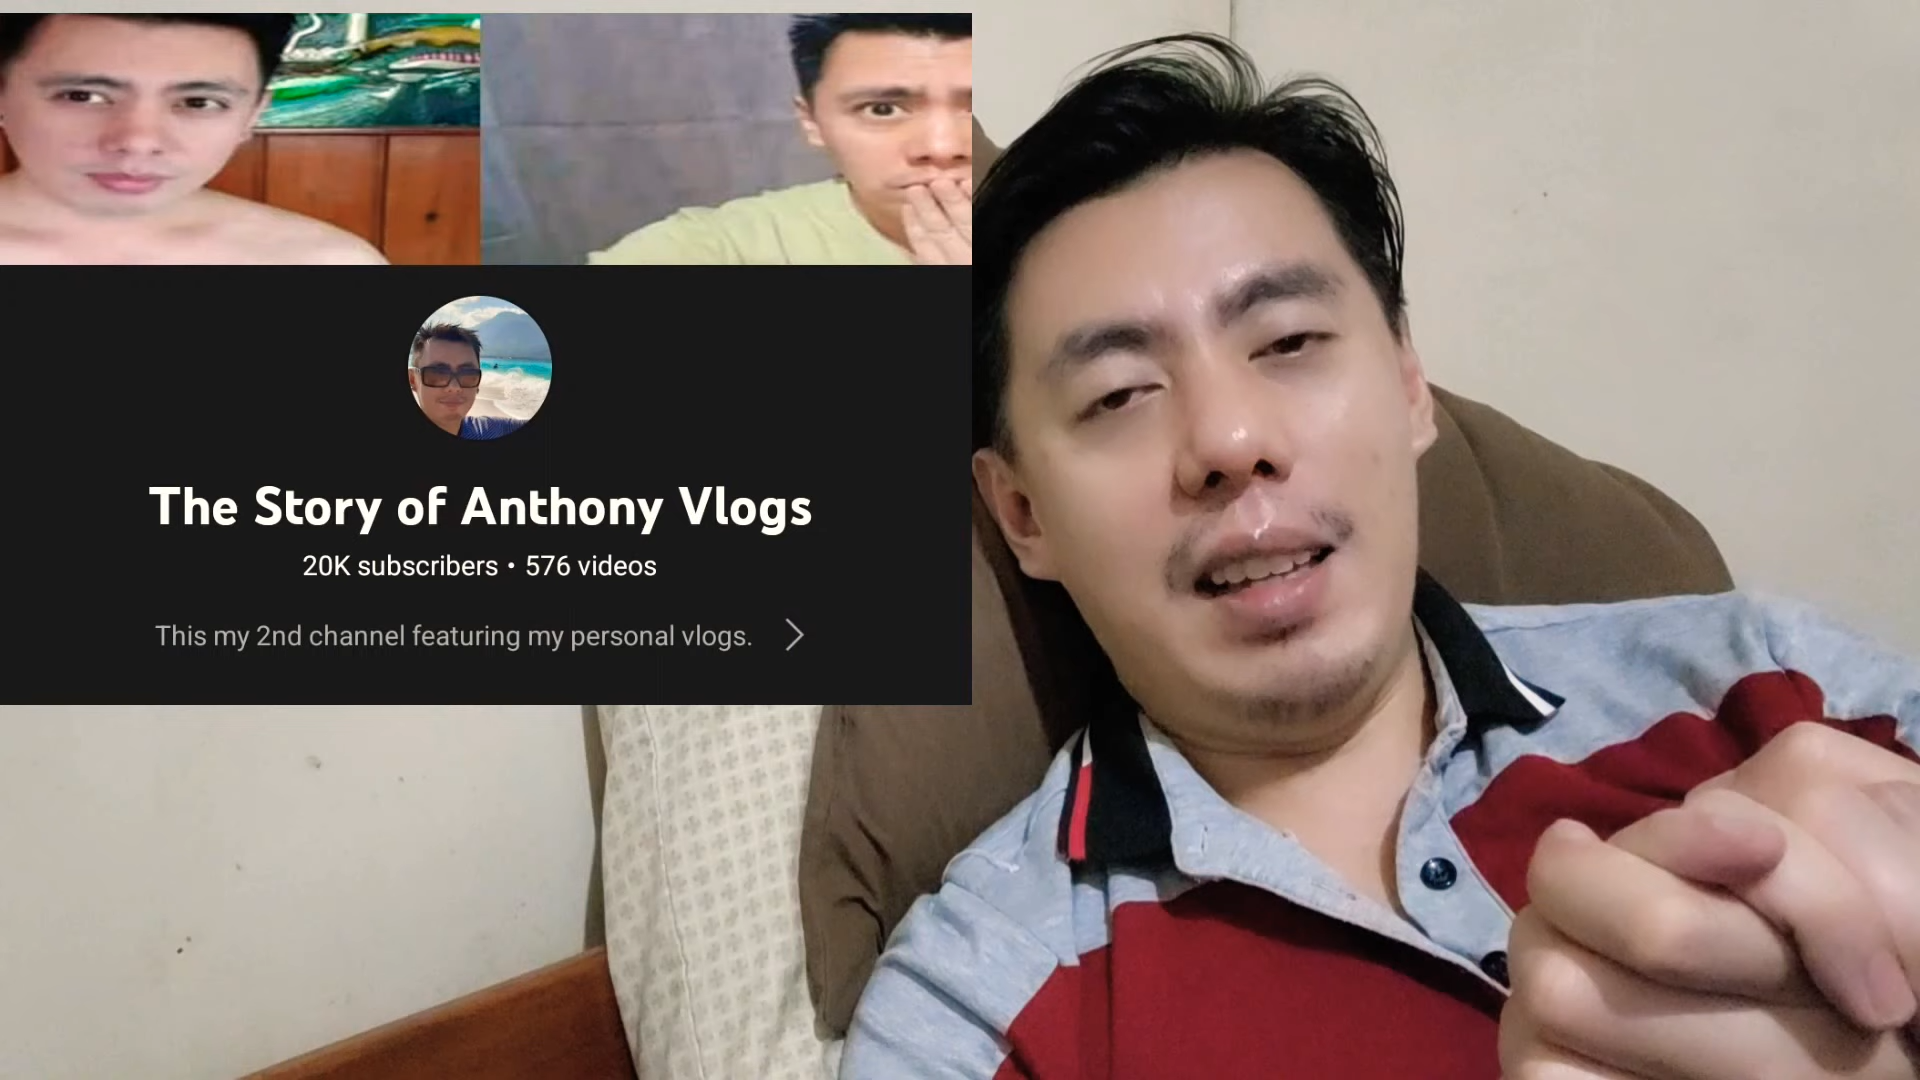 The Story of Anthony Vlogs
20K subscribers • 576 videos
This my 2nd channel featuring my personal vlogs.